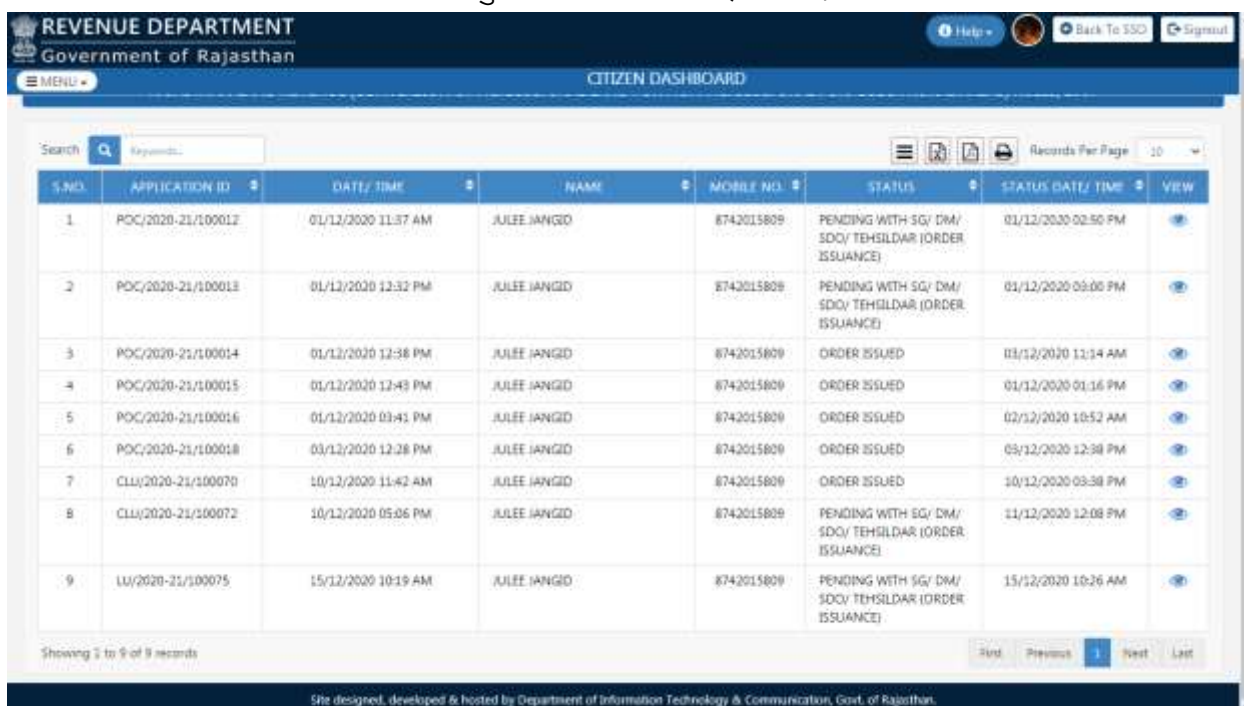 REVENUE DEPARTMENT
Government of Rajasthan
Help
Back To SSO
Signout
MENU
CITIZEN DASHBOARD
Search
Keywords...
Records Per Page 10
S.NO. APPLICATION ID DATE/ TIME NAME MOBILE NO. STATUS STATUS DATE/ TIME VIEW
1 POC/2020-21/100012 01/12/2020 11:37 AM JULEE JANGID 8742015809 PENDING WITH SG/ DM/ 01/12/2020 02:50 PM
SDO/ TEHSILDAR (ORDER
ISSUANCE)
2 POC/2020-21/100013 01/12/2020 12:32 PM JULEE JANGID 8742015809 PENDING WITH SG/ DM/ 01/12/2020 03:00 PM
SDO/ TEHSILDAR (ORDER
ISSUANCE)
3 POC/2020-21/100014 01/12/2020 12:38 PM JULEE JANGID 8742015809 ORDER ISSUED 03/12/2020 11:14 AM
4 POC/2020-21/100015 01/12/2020 12:43 PM JULEE JANGID 8742015809 ORDER ISSUED 01/12/2020 01:16 PM
5 POC/2020-21/100016 01/12/2020 03:41 PM JULEE JANGID 8742015809 ORDER ISSUED 02/12/2020 10:52 AM
6 POC/2020-21/100018 03/12/2020 12:28 PM JULEE JANGID 8742015809 ORDER ISSUED 03/12/2020 12:38 PM
7 CLU/2020-21/100070 10/12/2020 11:42 AM JULEE JANGID 8742015809 ORDER ISSUED 10/12/2020 03:38 PM
8 CLU/2020-21/100072 10/12/2020 05:06 PM JULEE JANGID 8742015809 PENDING WITH SG/ DM/ 11/12/2020 12:08 PM
SDO/ TEHSILDAR (ORDER
ISSUANCE)
9 LU/2020-21/100075 15/12/2020 10:19 AM JULEE JANGID 8742015809 PENDING WITH SG/ DM/ 15/12/2020 10:26 AM
SDO/ TEHSILDAR (ORDER
ISSUANCE)
Showing 1 to 9 of 9 records
First Previous 1 Next Last
Site designed, developed & hosted by Department of Information Technology & Communication, Govt. of Rajasthan.